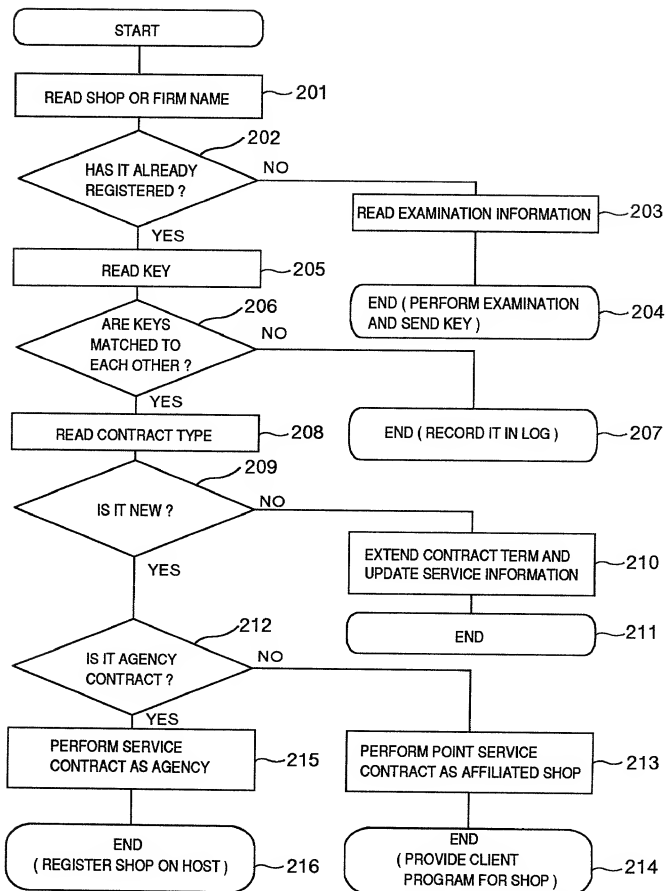 START
READ SHOP OR FIRM NAME
201
202
HAS IT ALREADY
REGISTERED ?
NO
YES
READ EXAMINATION INFORMATION
203
READ KEY
205
END ( PERFORM EXAMINATION
AND SEND KEY )
204
206
ARE KEYS
MATCHED TO
EACH OTHER ?
NO
YES
READ CONTRACT TYPE
208
END ( RECORD IT IN LOG )
207
209
IS IT NEW ?
NO
YES
EXTEND CONTRACT TERM AND
UPDATE SERVICE INFORMATION
210
END
211
212
IS IT AGENCY
CONTRACT ?
NO
YES
PERFORM SERVICE
CONTRACT AS AGENCY
215
PERFORM POINT SERVICE
CONTRACT AS AFFILIATED SHOP
213
END
( REGISTER SHOP ON HOST )
216
END
( PROVIDE CLIENT
PROGRAM FOR SHOP )
214